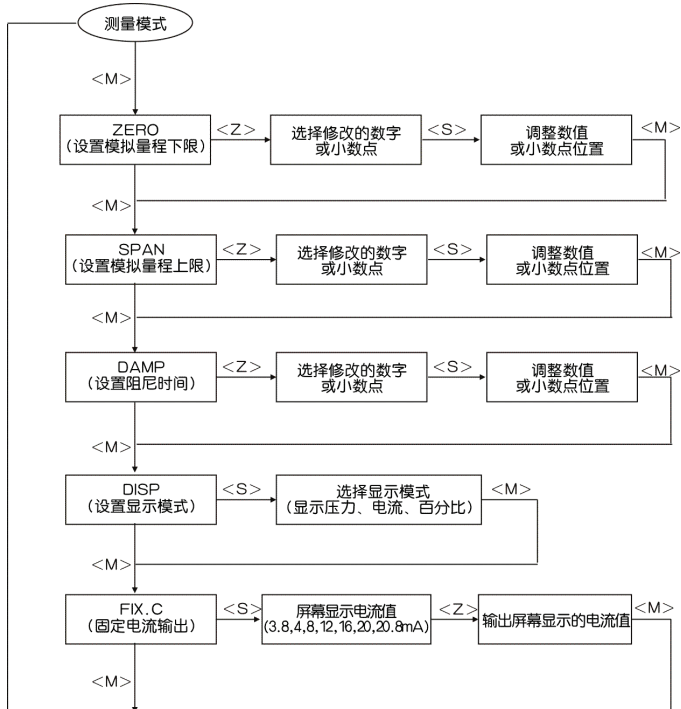 测量模式
<M>
ZERO
(设置模拟量程下限)
<Z>
选择修改的数字
或小数点
<S>
调整数值
或小数点位置
<M>
<M>
SPAN
(设置模拟量程上限)
<Z>
选择修改的数字
或小数点
<S>
调整数值
或小数点位置
<M>
<M>
DAMP
(设置阻尼时间)
<Z>
选择修改的数字
或小数点
<S>
调整数值
或小数点位置
<M>
<M>
DISP
(设置显示模式)
<S>
选择显示模式
(显示压力、电流、百分比)
<M>
<M>
FIX.C
(固定电流输出)
<S>
屏幕显示电流值
(3.8,4,8,12,16,20,20.8mA)
<Z>
输出屏幕显示的电流值
<M>
<M>